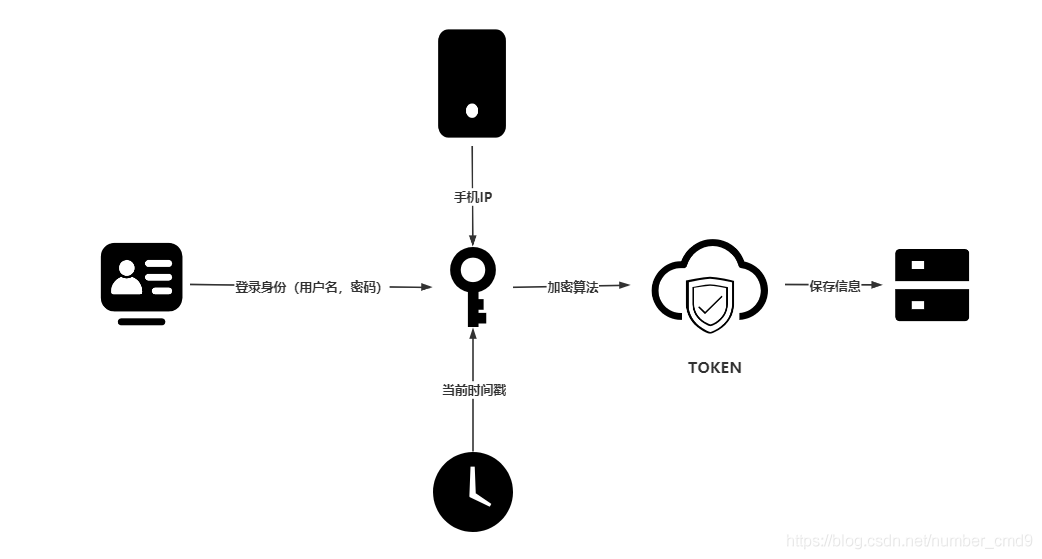 手机IP
登录身份（用户名，密码）
加密算法
保存信息
TOKEN
当前时间戳
https://blog.csdn.net/number_cmd9